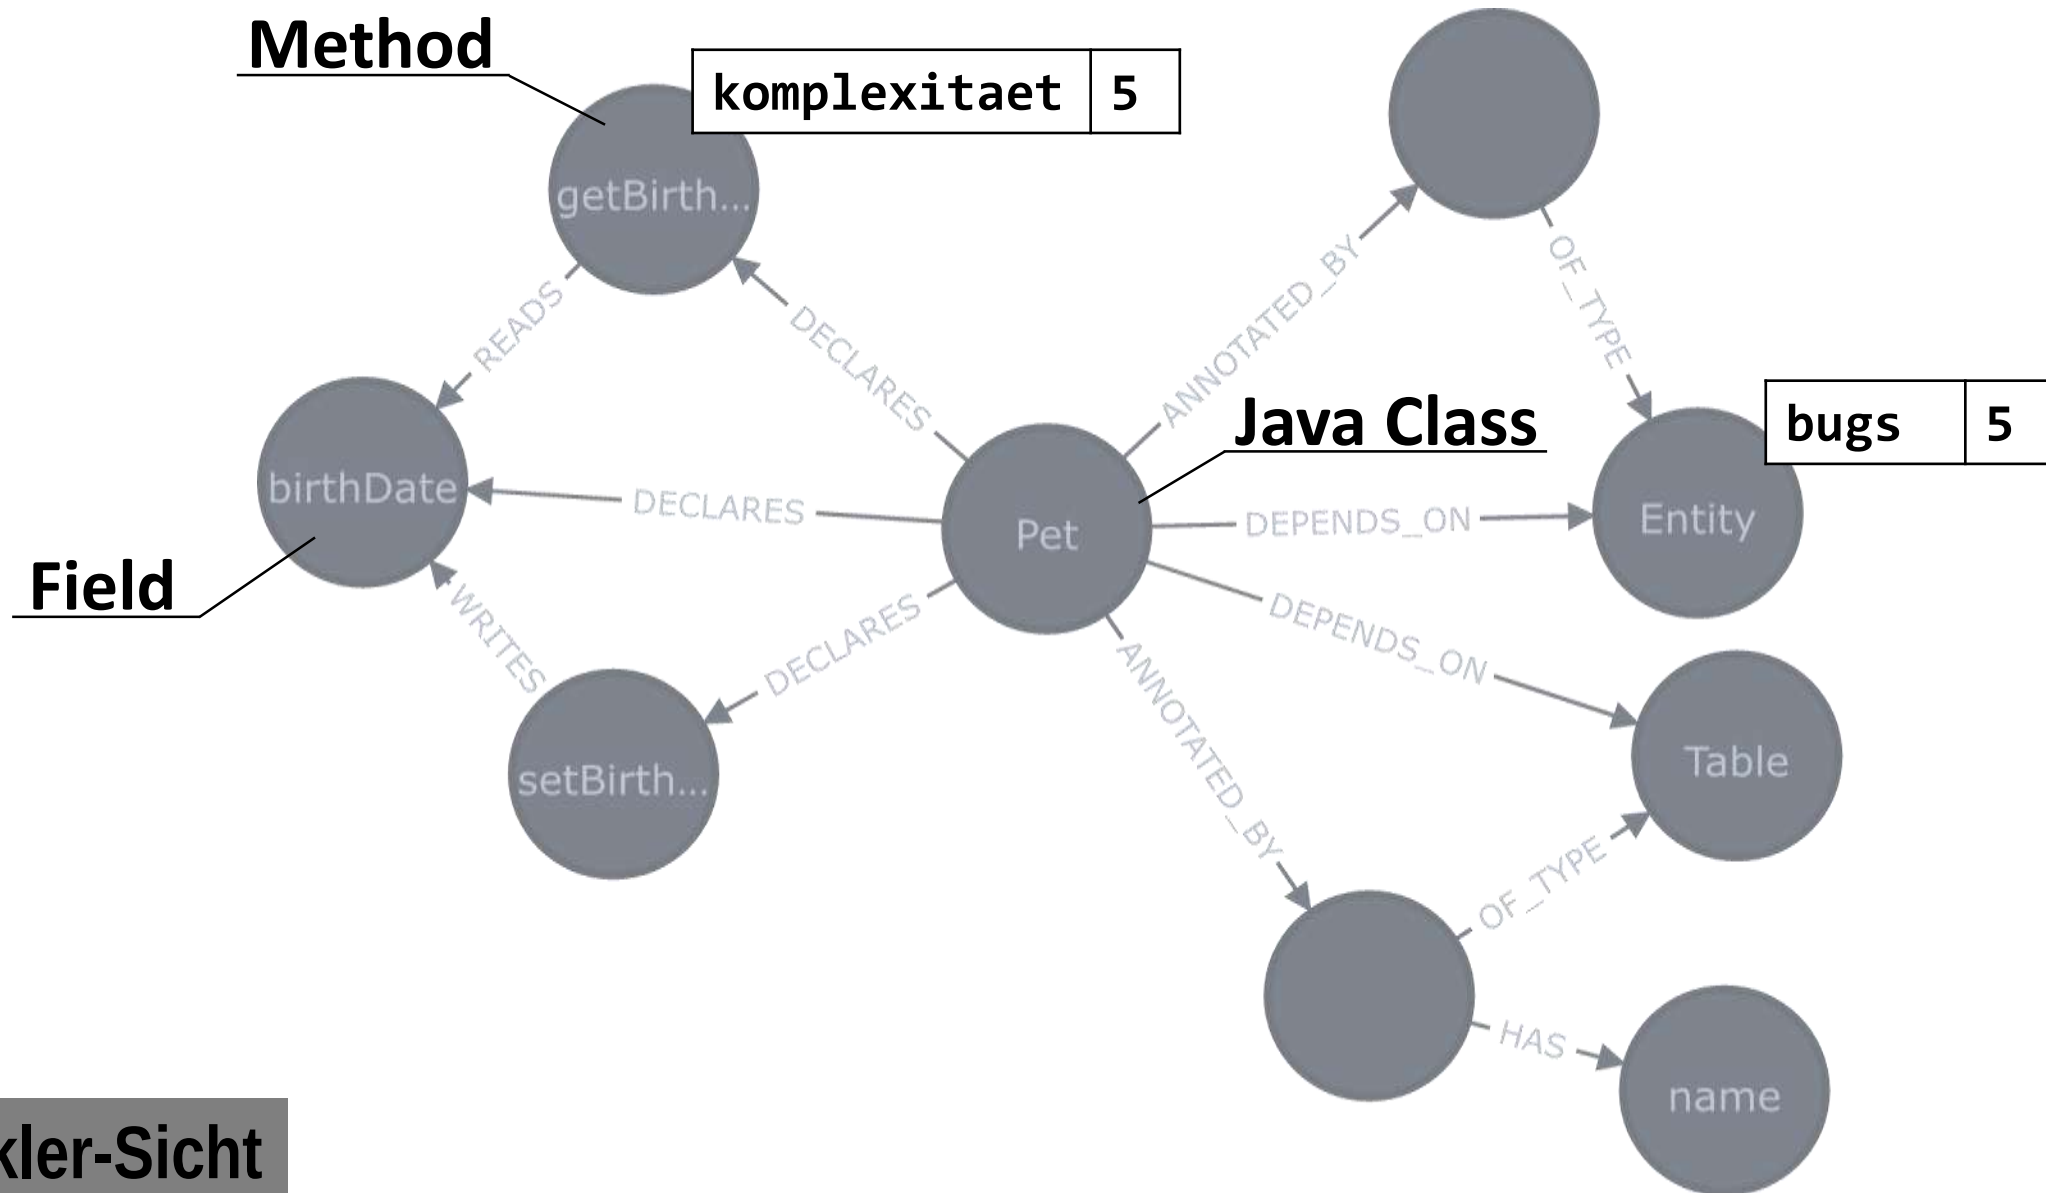 Method
komplexitaet 5
getBirth...
READS
DECLARES
ANNOTATED_BY
OF_TYPE
Java Class
bugs 5
birthDate
DECLARES
Pet
DEPENDS_ON
Entity
Field
WRITES
DECLARES
DEPENDS_ON
setBirth...
ANNOTATED_BY
Table
OF_TYPE
HAS
name
kler-Sicht